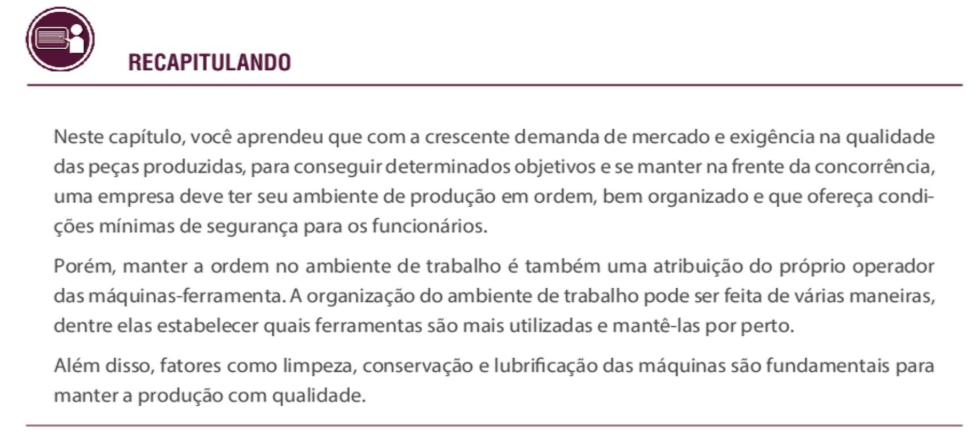 RECAPITULANDO
Neste capítulo, você aprendeu que com a crescente demanda de mercado e exigência na qualidade
das peças produzidas, para conseguir determinados objetivos e se manter na frente da concorrência,
uma empresa deve ter seu ambiente de produção em ordem, bem organizado e que ofereça condi-
ções mínimas de segurança para os funcionários.
Porém, manter a ordem no ambiente de trabalho é também uma atribuição do próprio operador
das máquinas-ferramenta. A organização do ambiente de trabalho pode ser feita de várias maneiras,
dentre elas estabelecer quais ferramentas são mais utilizadas e mantê-las por perto.
Além disso, fatores como limpeza, conservação e lubrificação das máquinas são fundamentais para
manter a produção com qualidade.